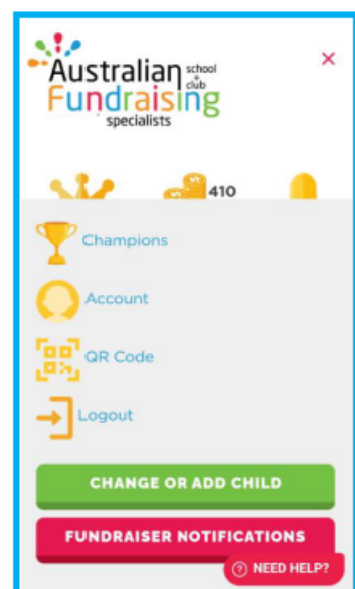 Australian school
+
club
Fundraising
specialists
×
410
Champions
Account
QR Code
Logout
CHANGE OR ADD CHILD
FUNDRAISER NOTIFICATIONS
? NEED HELP?